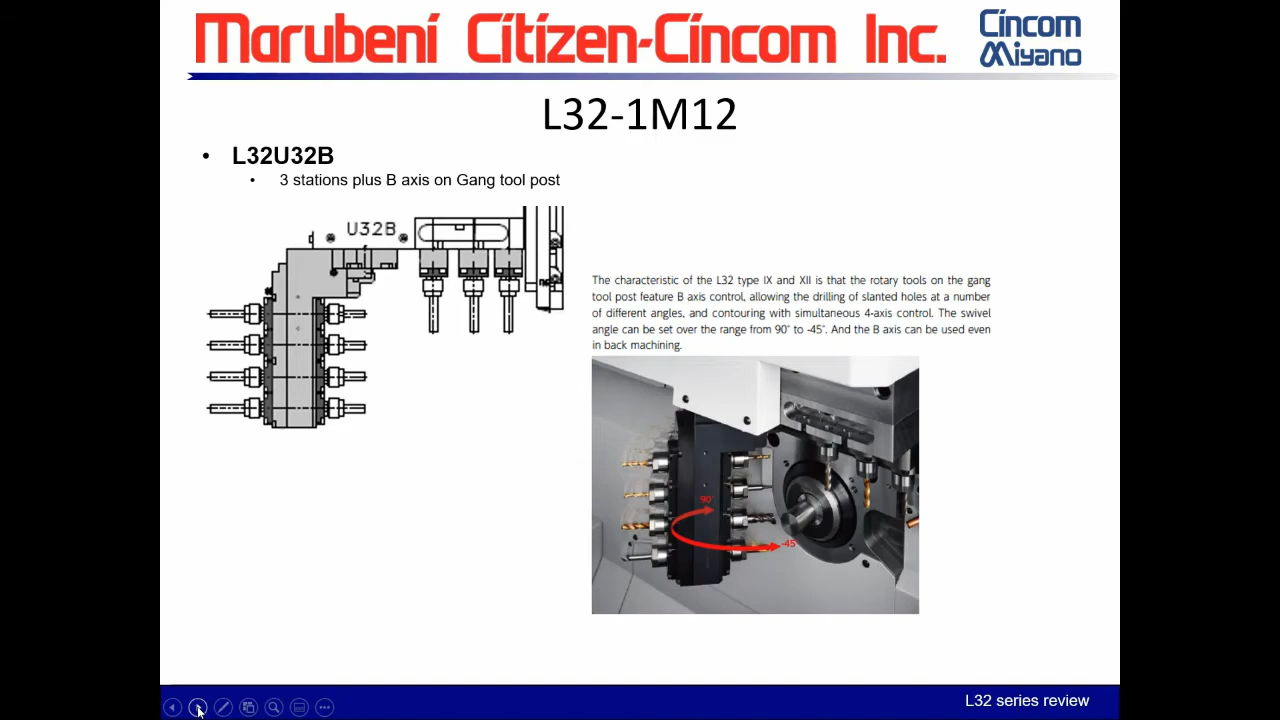 Marubeni Citizen-Cincom Inc.
Cincom
Miyano
L32-1M12
• L32U32B
• 3 stations plus B axis on Gang tool post
U32B
The characteristic of the L32 type IX and XII is that the rotary tools on the gang
tool post feature B axis control, allowing the drilling of slanted holes at a number
of different angles, and contouring with simultaneous 4-axis control. The swivel
angle can be set over the range from 90° to -45°. And the B axis can be used even
in back machining.
90°
-45°
L32 series review